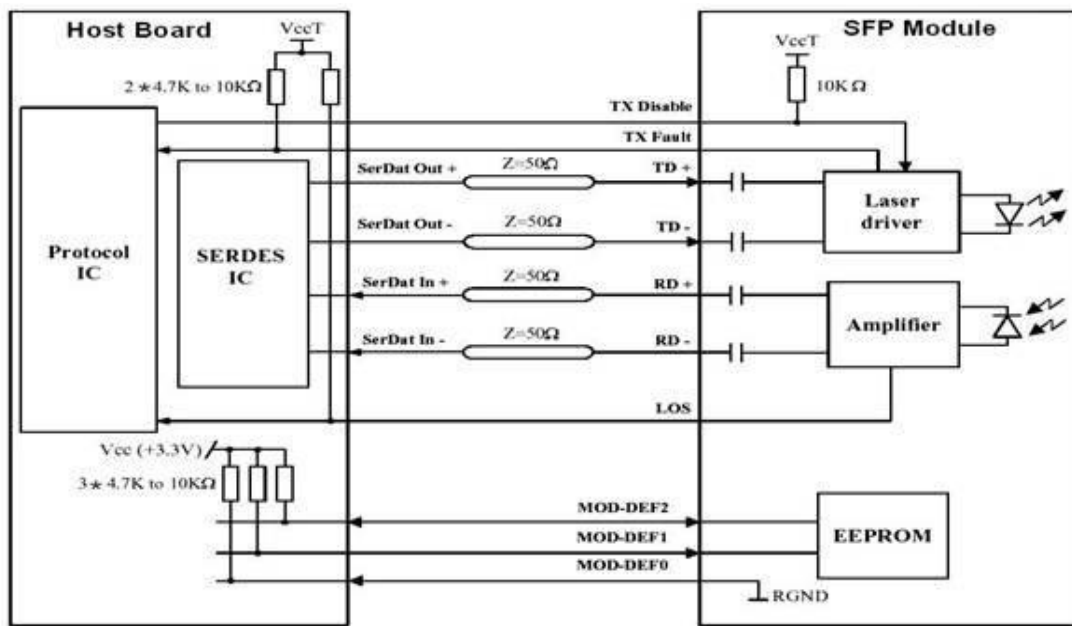 Host Board
SFP Module
VccT
VccT
2*4.7K to 10KΩ
10KΩ
TX Disable
TX Fault
SerDat Out +
Z=50Ω
TD +
SerDat Out -
Z=50Ω
TD -
Laser
driver
Protocol
IC
SERDES
IC
SerDat In +
Z=50Ω
RD +
SerDat In -
Z=50Ω
RD -
Amplifier
LOS
Vcc (+3.3V)
3*4.7K to 10KΩ
MOD-DEF2
MOD-DEF1
MOD-DEF0
EEPROM
RGND